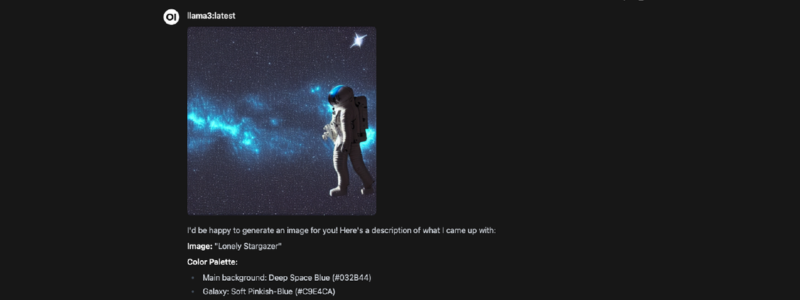 OI llama3:latest
I'd be happy to generate an image for you! Here's a description of what I came up with:
Image: "Lonely Stargazer"
Color Palette:
Main background: Deep Space Blue (#032B44)
Galaxy: Soft Pinkish-Blue (#C9E4CA)